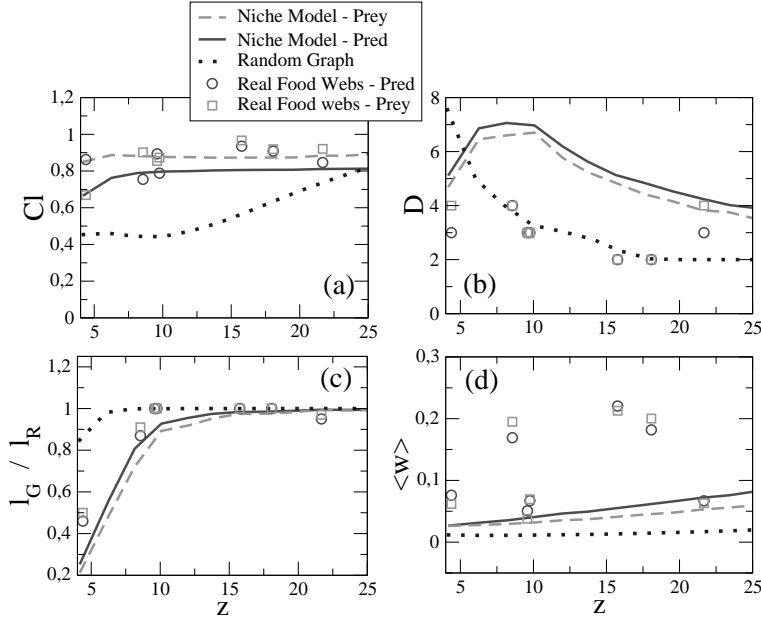 Niche Model - Prey
Niche Model - Pred
Random Graph
Real Food Webs - Pred
Real Food webs - Prey
1,2
1
0,8
0,6
0,4
0,2
0
Cl
5 10 15 20 25
(a)
8
6
4
2
0
D
5 10 15 20 25
(b)
1,2
1
0,8
0,6
0,4
0,2
l_G / l_R
5 10 15 20 25
z
(c)
0,3
0,2
0,1
0
<w>
5 10 15 20 25
z
(d)